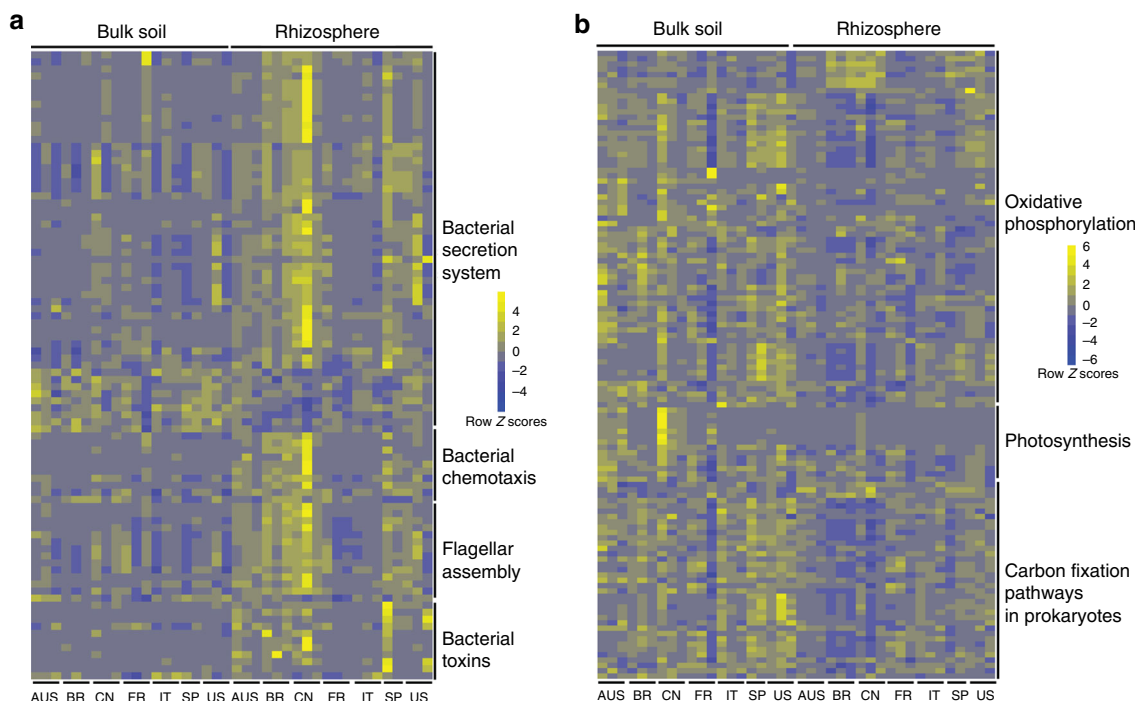 a
Bulk soil Rhizosphere
Bacterial
secretion
system
4
2
0
−2
−4
Row Z scores
Bacterial
chemotaxis
Flagellar
assembly
Bacterial
toxins
AUS BR CN FR IT SP US AUS BR CN FR IT SP US
b
Bulk soil Rhizosphere
Oxidative
phosphorylation
6
4
2
0
−2
−4
−6
Row Z scores
Photosynthesis
Carbon fixation
pathways
in prokaryotes
AUS BR CN FR IT SP US AUS BR CN FR IT SP US